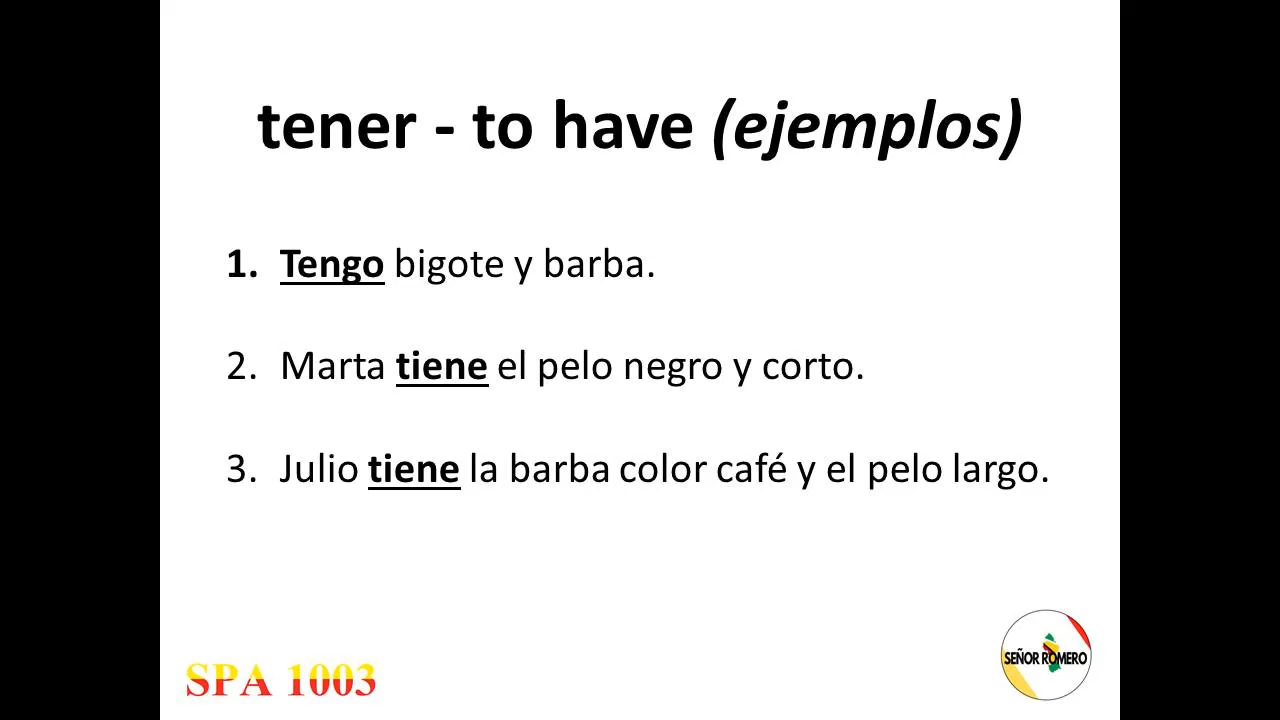 tener - to have (ejemplos)
1. Tengo bigote y barba.
2. Marta tiene el pelo negro y corto.
3. Julio tiene la barba color café y el pelo largo.
SEÑOR ROMERO
SPA 1003